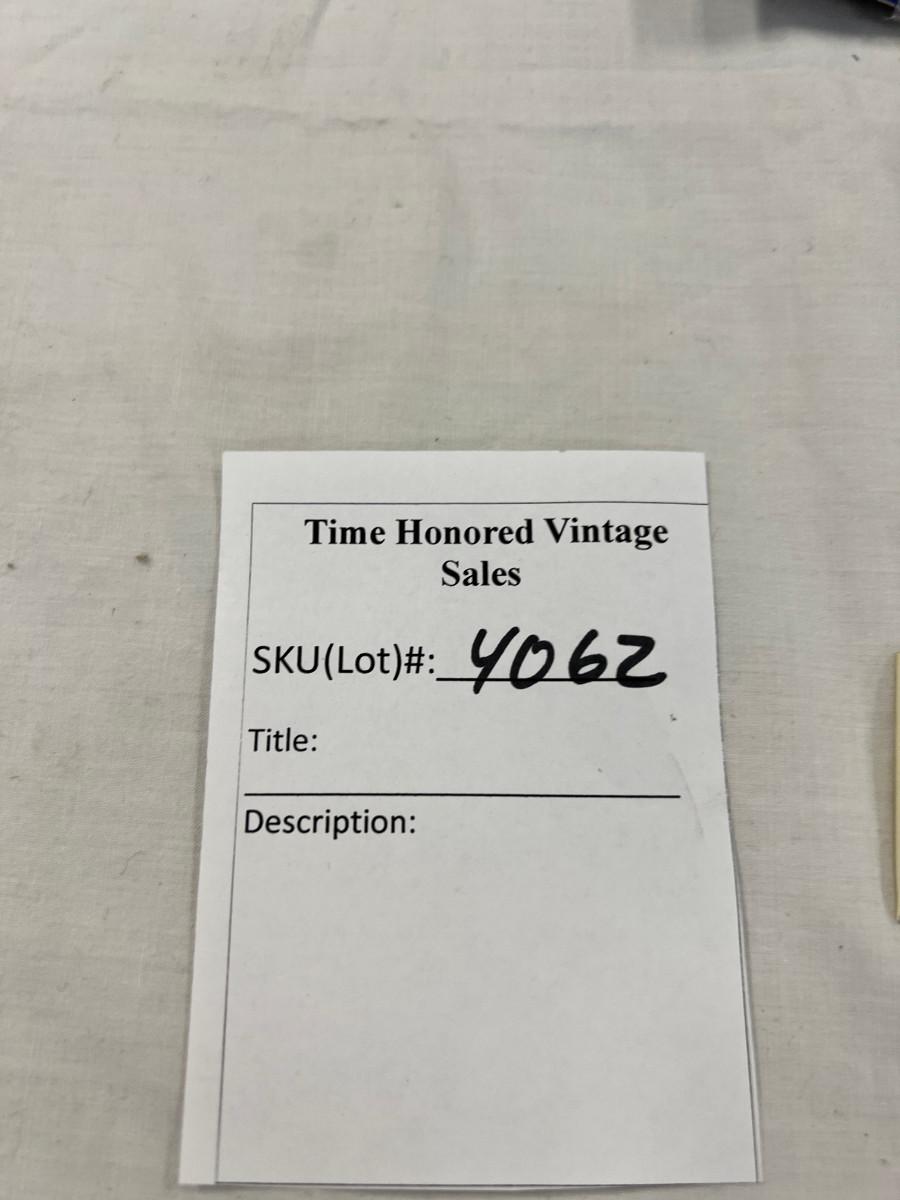 Time Honored Vintage
Sales
SKU(Lot)#: 4062
Title:
Description: